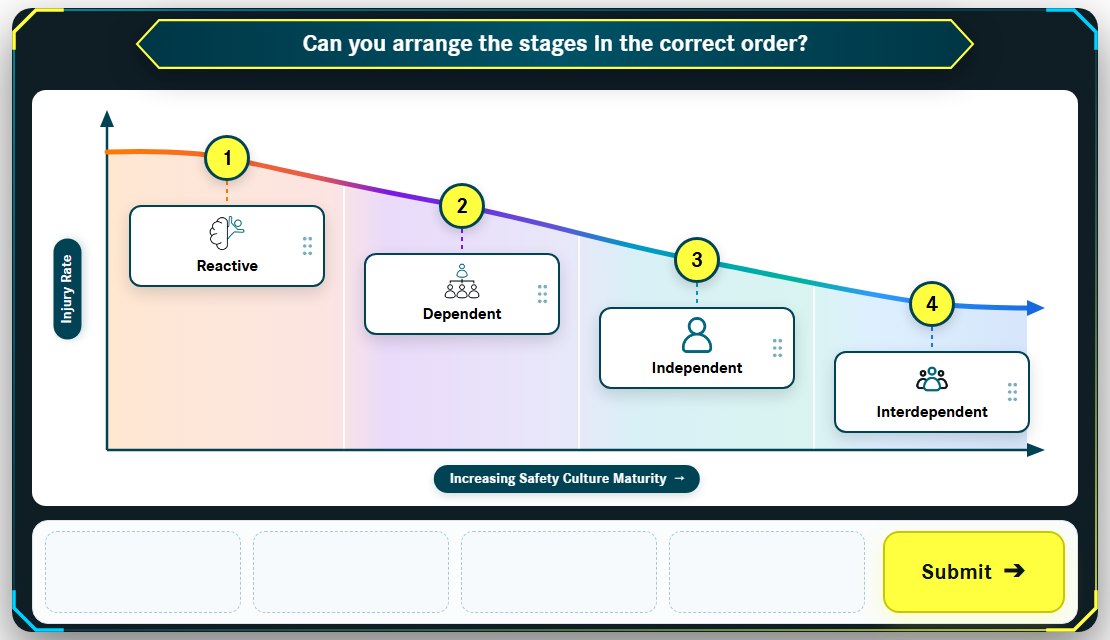 Can you arrange the stages in the correct order?
1
Reactive
2
Dependent
3
Independent
4
Interdependent
Injury Rate
Increasing Safety Culture Maturity →
Submit →